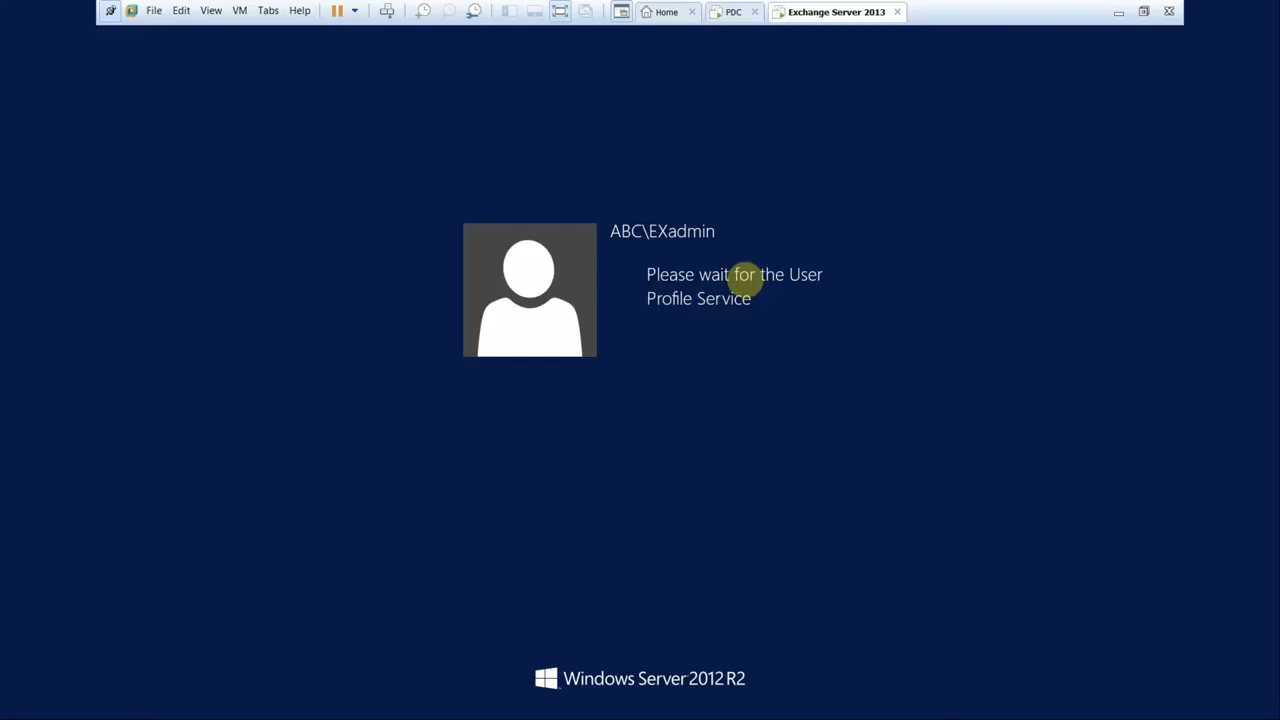 File Edit View VM Tabs Help Home PDC Exchange Server 2013
ABC\EXadmin
Please wait for the User
Profile Service
Windows Server 2012 R2